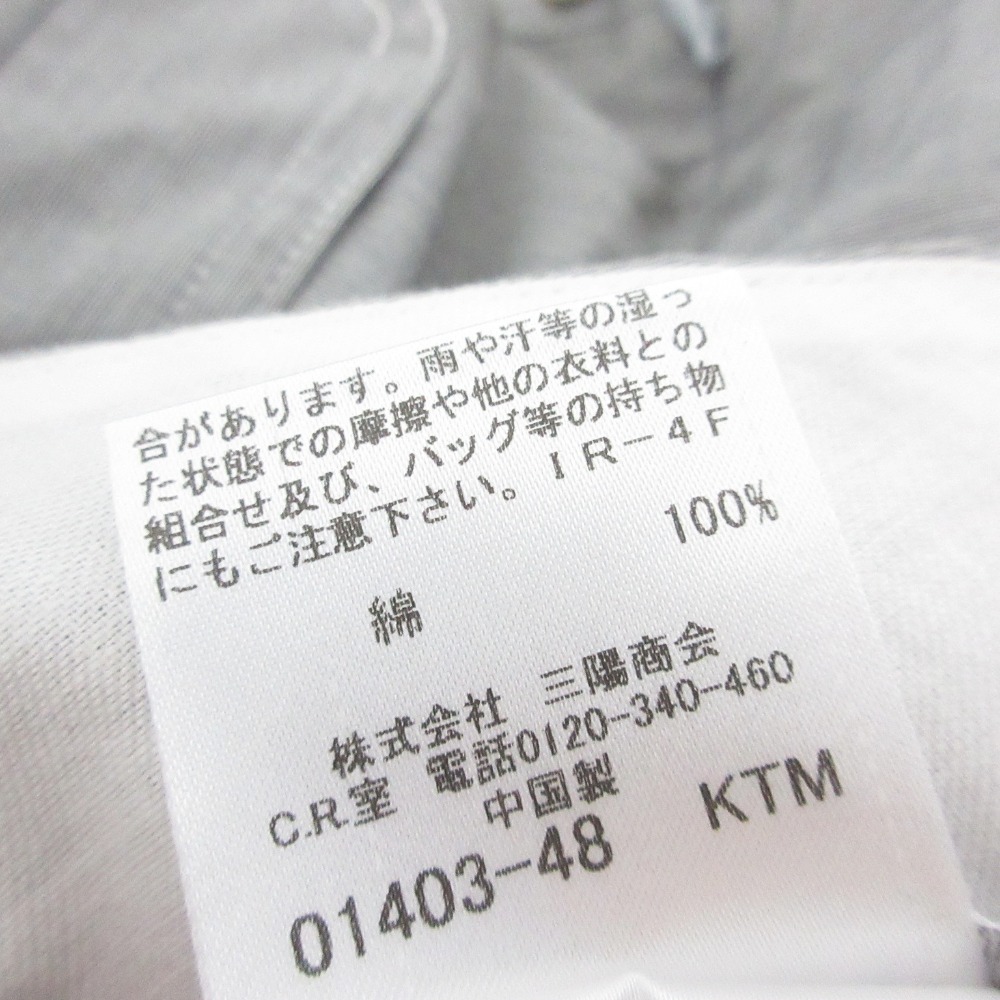 合があります。雨や汗等の湿っ
た状態での摩擦や他の衣料との
組合せ及び、バッグ等の持ち物
にもご注意下さい。IR-4F
綿 100%
株式会社 三陽商会
C.R.室 電話0120-340-460
中国製
01403-48 KTM